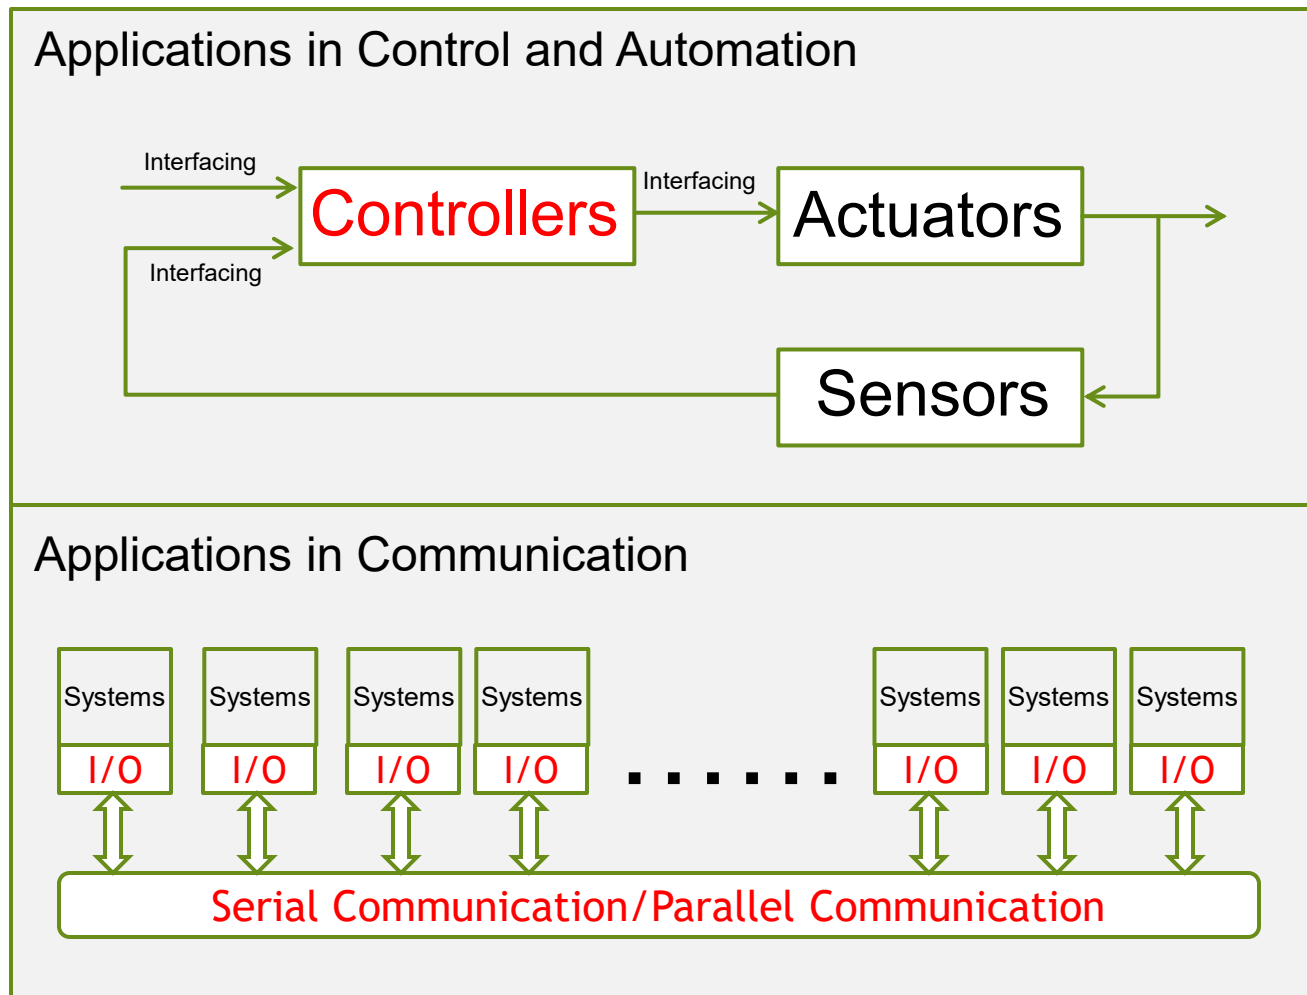 Applications in Control and Automation
Interfacing
Controllers
Interfacing
Interfacing
Actuators
Sensors
Applications in Communication
Systems Systems Systems Systems Systems Systems Systems
I/O I/O I/O I/O ...... I/O I/O I/O
Serial Communication/Parallel Communication